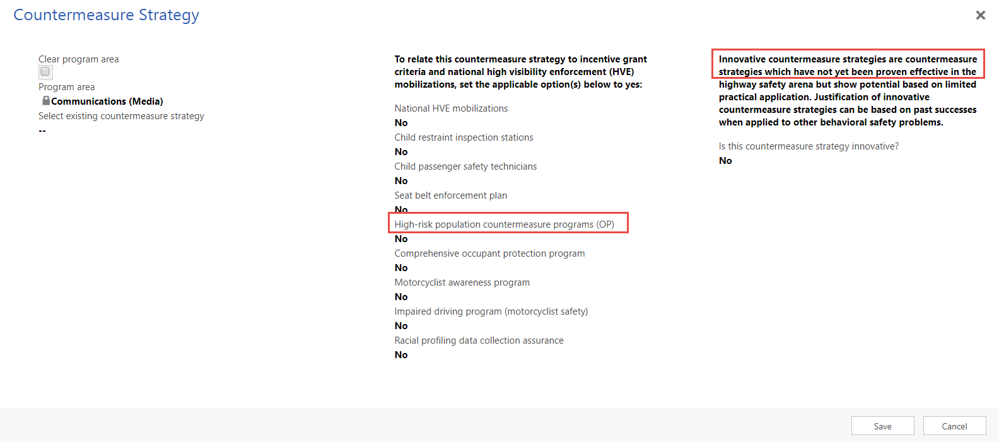 Countermeasure Strategy
Clear program area
Program area
Communications (Media)
Select existing countermeasure strategy
--
To relate this countermeasure strategy to incentive grant
criteria and national high visibility enforcement (HVE)
mobilizations, set the applicable option(s) below to yes:
National HVE mobilizations
No
Child restraint inspection stations
No
Child passenger safety technicians
No
Seat belt enforcement plan
No
High-risk population countermeasure programs (OP)
No
Comprehensive occupant protection program
No
Motorcyclist awareness program
No
Impaired driving program (motorcyclist safety)
No
Racial profiling data collection assurance
No
Innovative countermeasure strategies are countermeasure
strategies which have not yet been proven effective in the
highway safety arena but show potential based on limited
practical application. Justification of innovative
countermeasure strategies can be based on past successes
when applied to other behavioral safety problems.
Is this countermeasure strategy innovative?
No
Save
Cancel